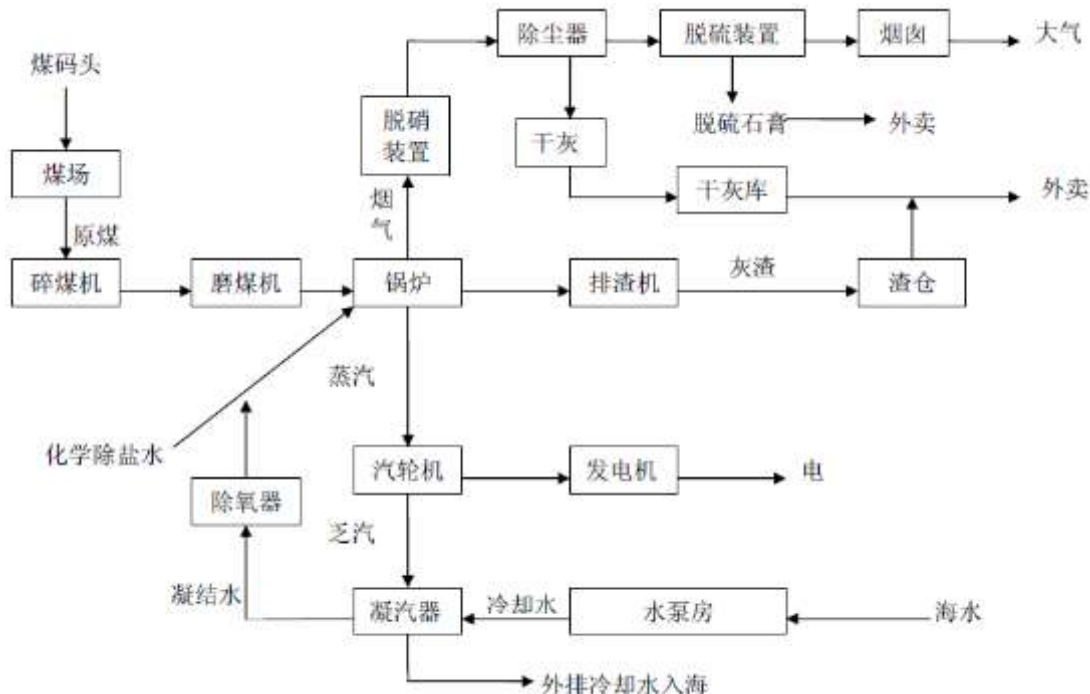 除尘器
脱硫装置
烟囱
大气
煤码头
脱硝
装置
脱硫石膏
外卖
干灰
煤场
干灰库
外卖
烟
气
原煤
碎煤机
磨煤机
锅炉
排渣机
灰渣
渣仓
蒸汽
化学除盐水
汽轮机
发电机
电
除氧器
乏汽
凝结水
凝汽器
冷却水
水泵房
海水
外排冷却水入海